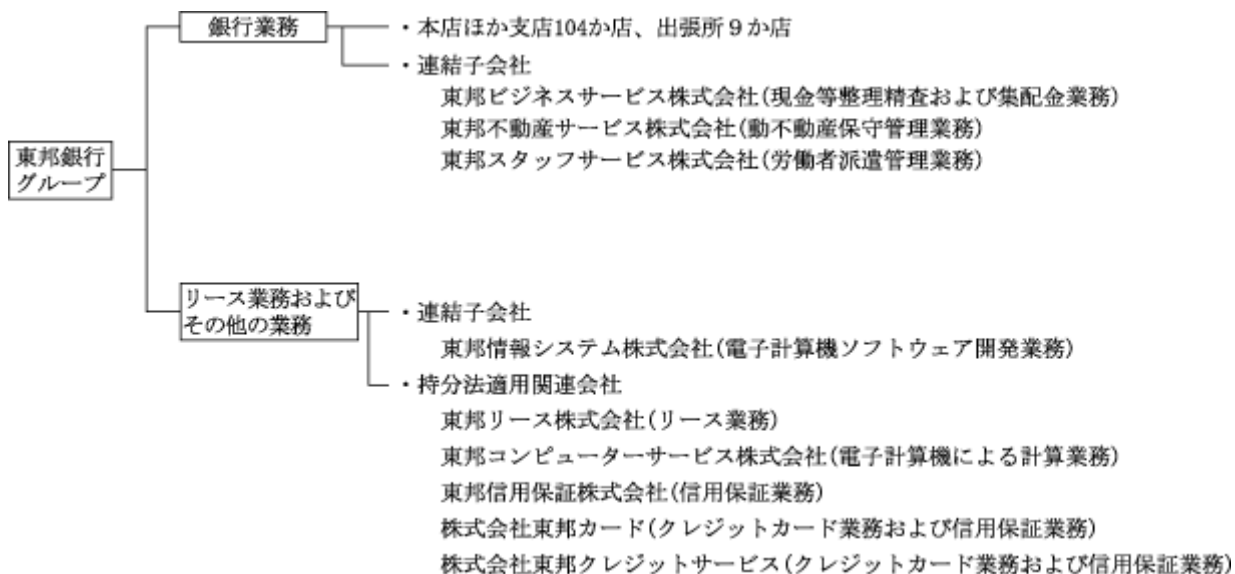 東邦銀行
グループ
銀行業務
・本店ほか支店104か店、出張所９か店
・連結子会社
東邦ビジネスサービス株式会社(現金等整理精査および集配金業務)
東邦不動産サービス株式会社(動不動産保守管理業務)
東邦スタッフサービス株式会社(労働者派遣管理業務)
リース業務および
その他の業務
・連結子会社
東邦情報システム株式会社(電子計算機ソフトウェア開発業務)
・持分法適用関連会社
東邦リース株式会社(リース業務)
東邦コンピューターサービス株式会社(電子計算機による計算業務)
東邦信用保証株式会社(信用保証業務)
株式会社東邦カード(クレジットカード業務および信用保証業務)
株式会社東邦クレジットサービス(クレジットカード業務および信用保証業務)